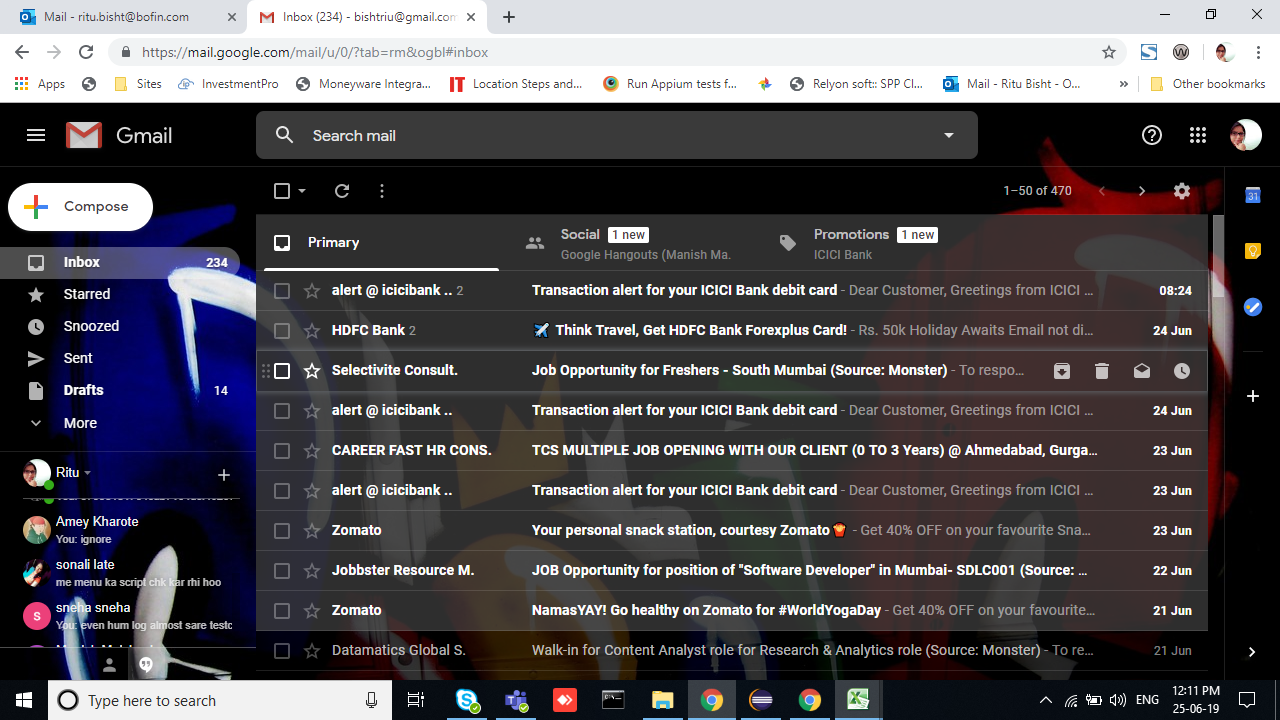 Mail - ritu.bisht@bofin.com
Inbox (234) - bishtriu@gmail.com
https://mail.google.com/mail/u/0/?tab=rm&ogbl#inbox
Apps
Sites
InvestmentPro
Moneyware Integra...
Location Steps and...
Run Appium tests f...
Relyon soft:: SPP Cl...
Mail - Ritu Bisht - O...
»
Other bookmarks
Gmail
Search mail
Compose
1–50 of 470
Primary
Social 1 new
Google Hangouts (Manish Ma.
Promotions 1 new
ICICI Bank
Inbox 234
Starred
Snoozed
Sent
Drafts 14
More
Ritu
Amey Kharote
You: ignore
sonali late
me menu ka script chk kar rhi hoo
sneha sneha
You: even hum log almost sare testc
alert @ icicibank .. 2 Transaction alert for your ICICI Bank debit card - Dear Customer, Greetings from ICICI ... 08:24
HDFC Bank 2 ✈️ Think Travel, Get HDFC Bank Forexplus Card! - Rs. 50k Holiday Awaits Email not di... 24 Jun
Selectivite Consult. Job Opportunity for Freshers - South Mumbai (Source: Monster) - To respo...
alert @ icicibank .. Transaction alert for your ICICI Bank debit card - Dear Customer, Greetings from ICICI ... 24 Jun
CAREER FAST HR CONS. TCS MULTIPLE JOB OPENING WITH OUR CLIENT (0 TO 3 Years) @ Ahmedabad, Gurga... 23 Jun
alert @ icicibank .. Transaction alert for your ICICI Bank debit card - Dear Customer, Greetings from ICICI ... 23 Jun
Zomato Your personal snack station, courtesy Zomato🍟 - Get 40% OFF on your favourite Sna... 23 Jun
Jobbster Resource M. JOB Opportunity for position of "Software Developer" in Mumbai- SDLC001 (Source: ... 22 Jun
Zomato NamasYAY! Go healthy on Zomato for #WorldYogaDay - Get 40% OFF on your favourite... 21 Jun
Datamatics Global S. Walk-in for Content Analyst role for Research & Analytics role (Source: Monster) - To re... 21 Jun
31
Type here to search
ENG
12:11 PM
25-06-19